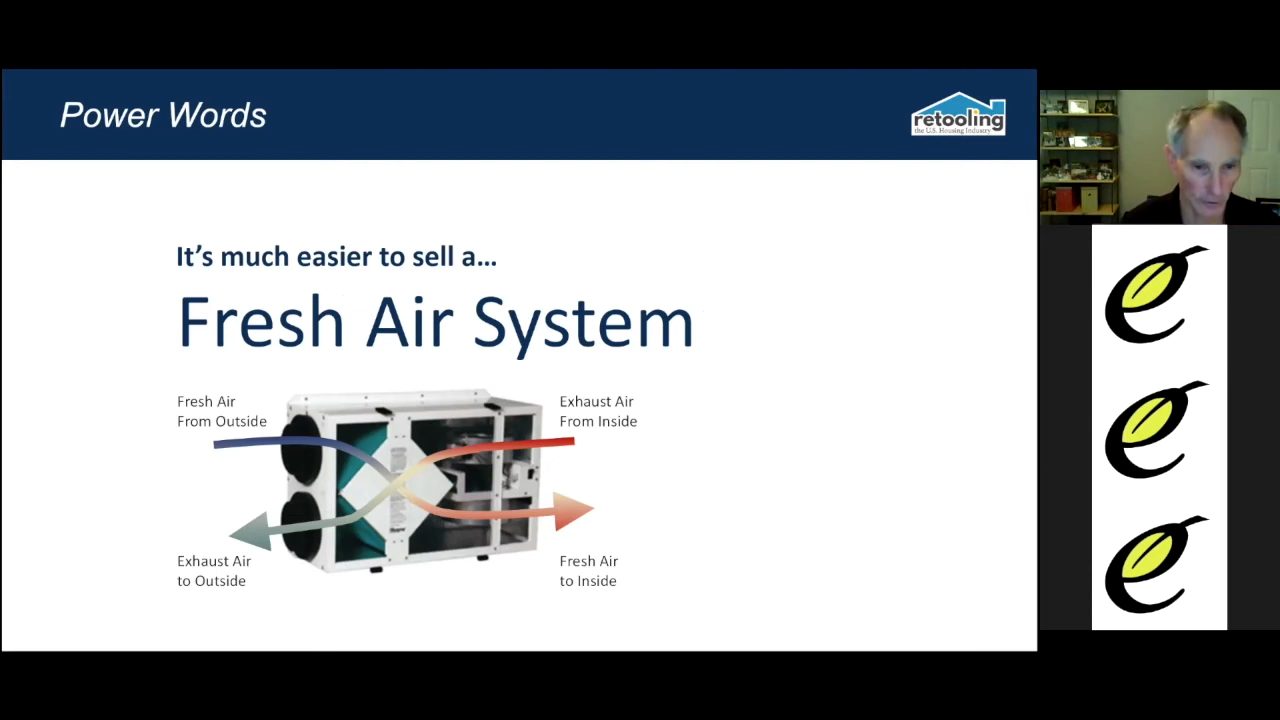 Power Words
retooling
the U.S. Housing Industry
It's much easier to sell a...
Fresh Air System
Fresh Air
From Outside
Exhaust Air
From Inside
Exhaust Air
to Outside
Fresh Air
to Inside